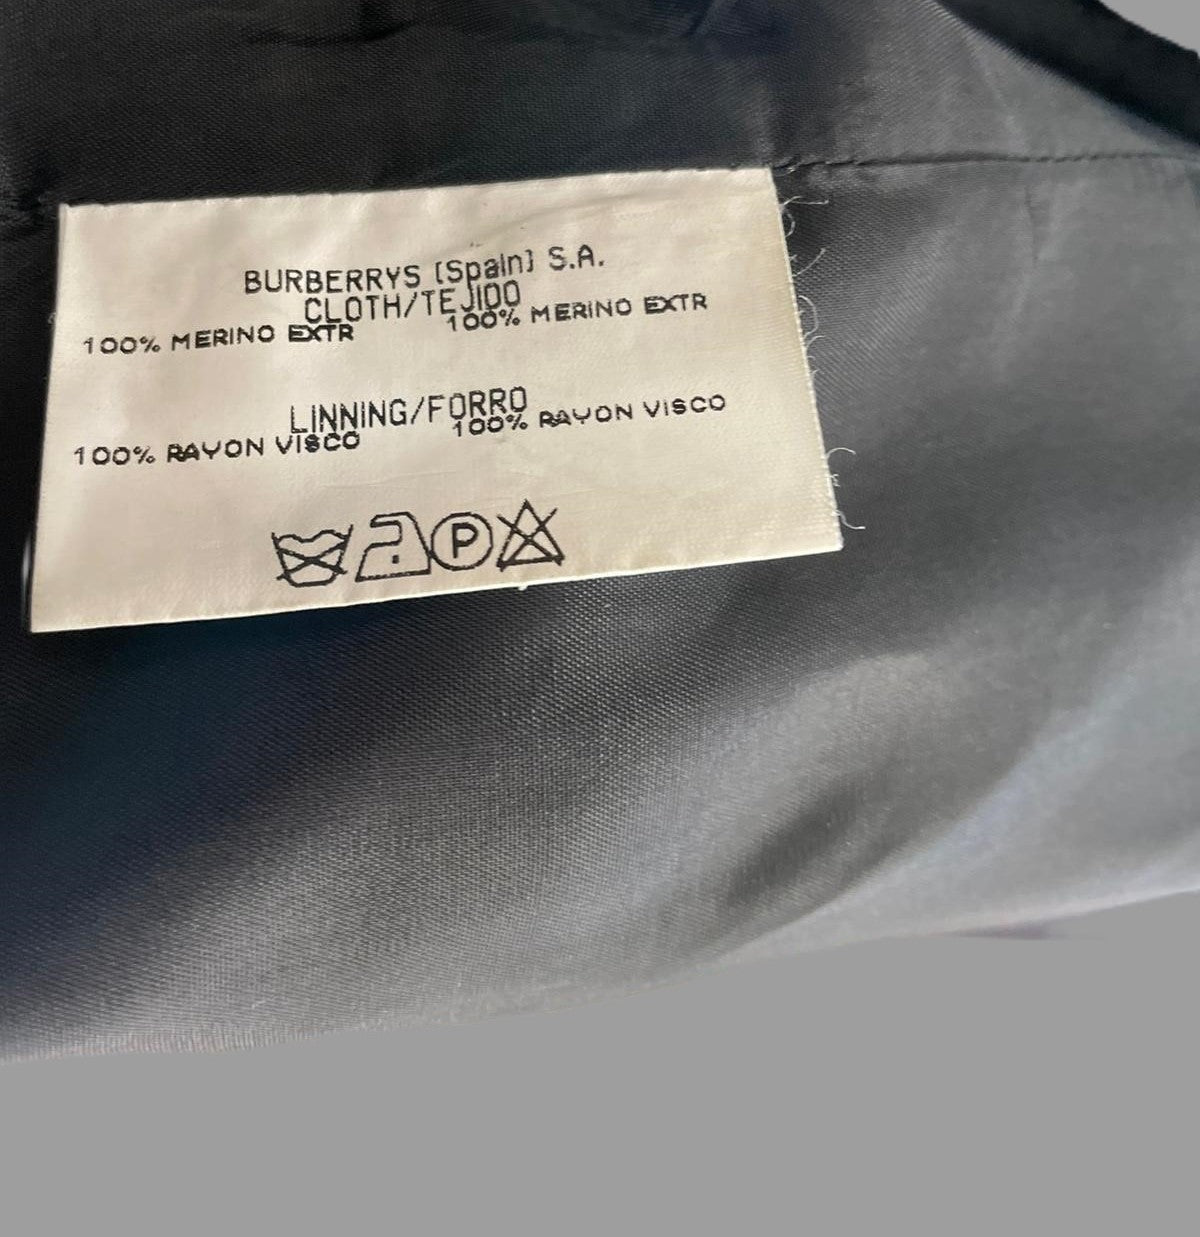 BURBERRYS (Spain) S.A.
CLOTH/TEJIDO
100% MERINO EXTR 100% MERINO EXTR
LINNING/FORRO
100% RAYON VISCO 100% RAYON VISCO
P